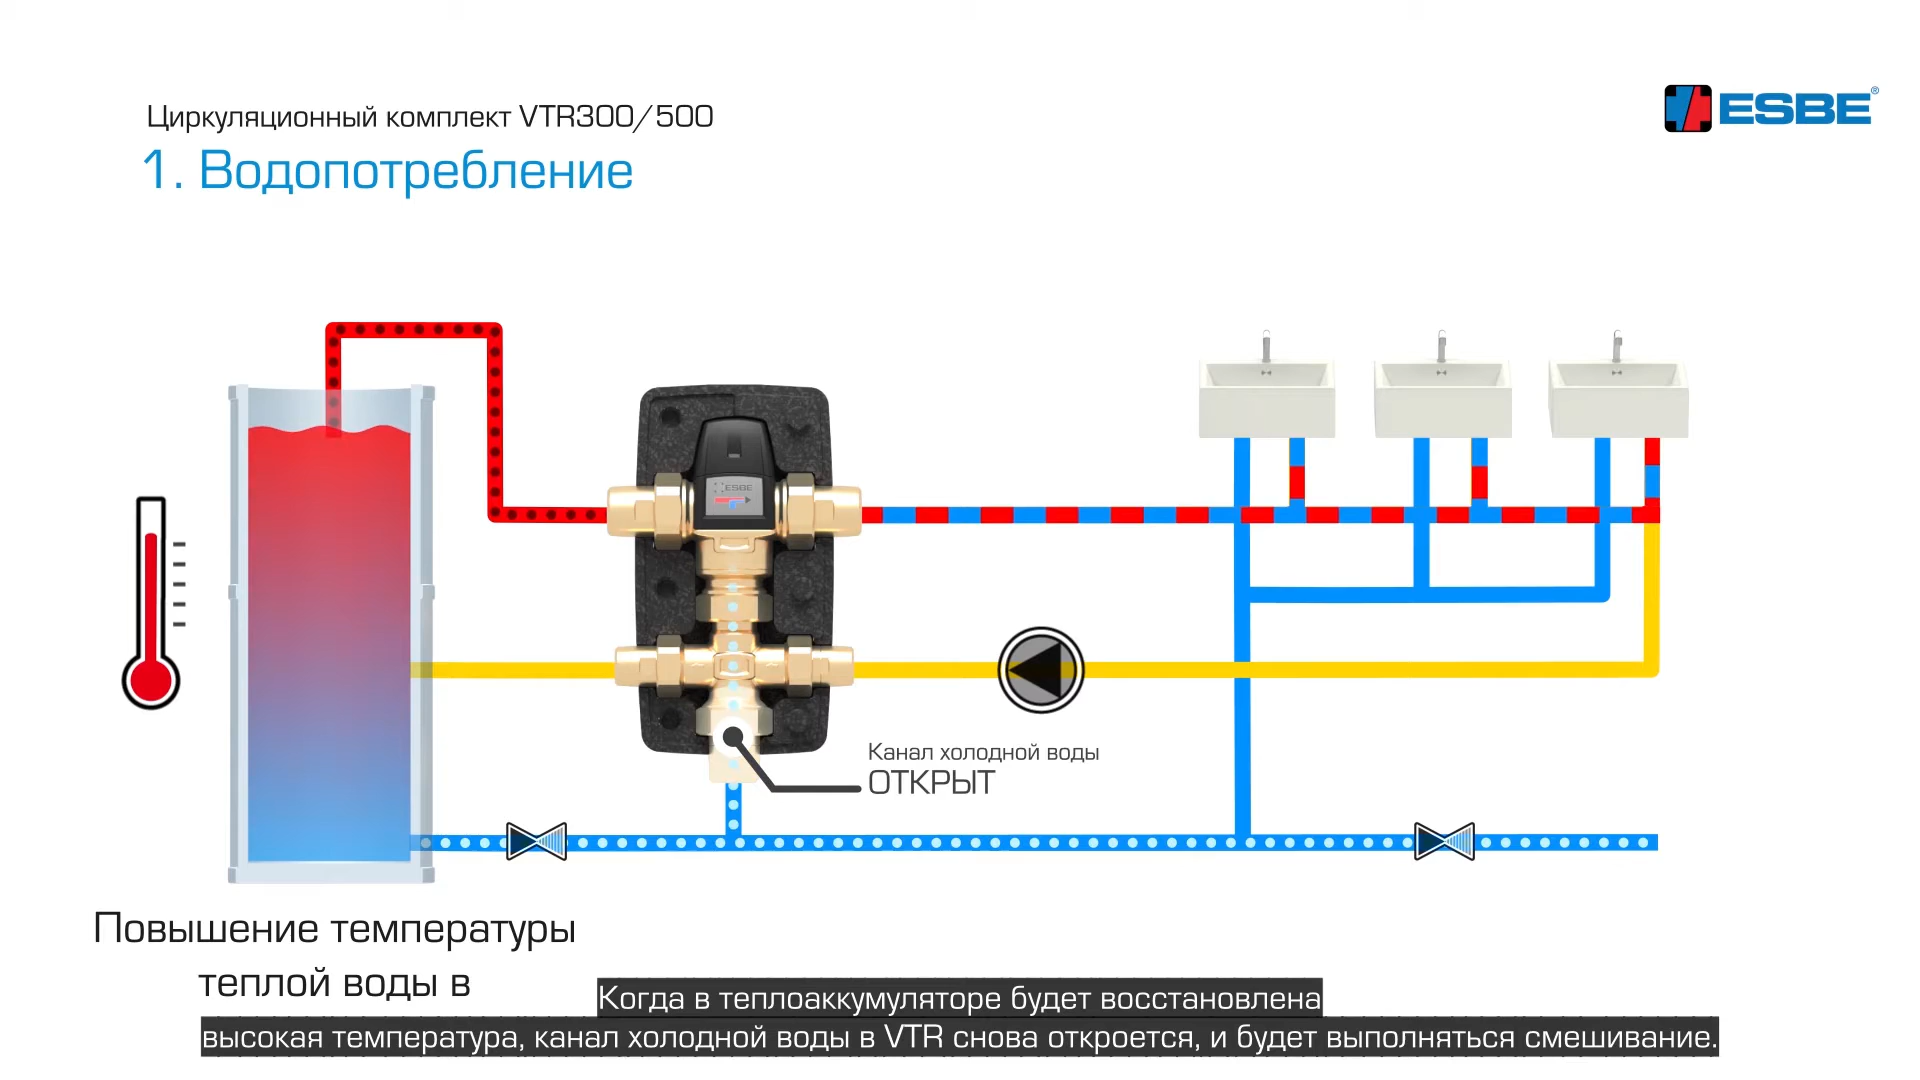 Циркуляционный комплект VTR300/500
1. Водопотребление
ESBE®
ESBE
Канал холодной воды
ОТКРЫТ
Повышение температуры
теплой воды в
Когда в теплоаккумуляторе будет восстановлена
высокая температура, канал холодной воды в VTR снова откроется, и будет выполняться смешивание.